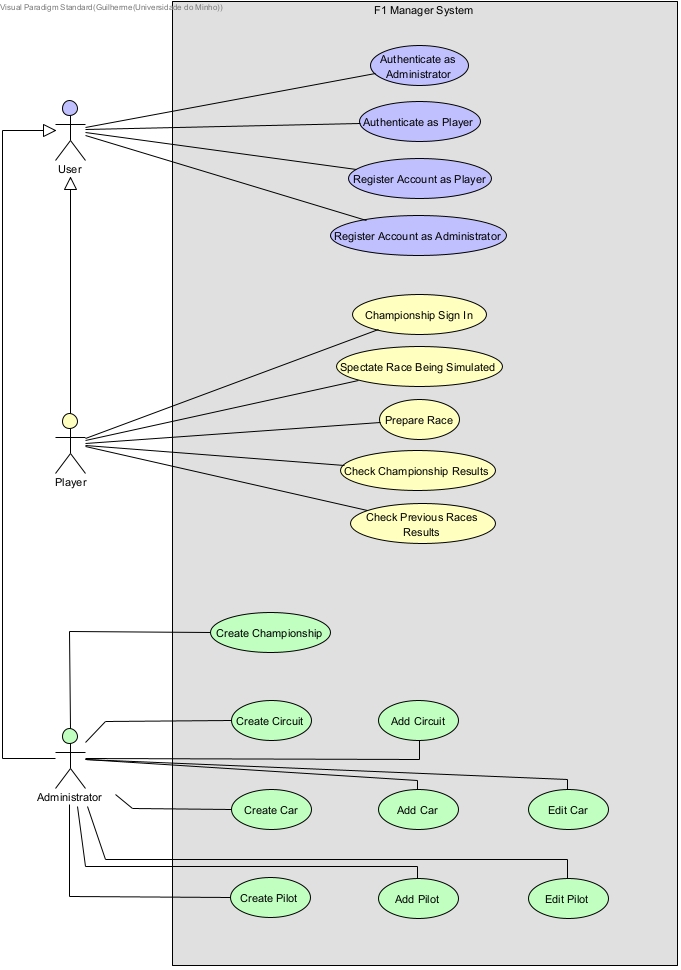 Visual Paradigm Standard(Guilherme(Universidade do Minho))
F1 Manager System
Authenticate as
Administrator
Authenticate as Player
Register Account as Player
Register Account as Administrator
User
Championship Sign In
Spectate Race Being Simulated
Prepare Race
Check Championship Results
Check Previous Races
Results
Player
Create Championship
Create Circuit
Add Circuit
Administrator
Create Car
Add Car
Edit Car
Create Pilot
Add Pilot
Edit Pilot